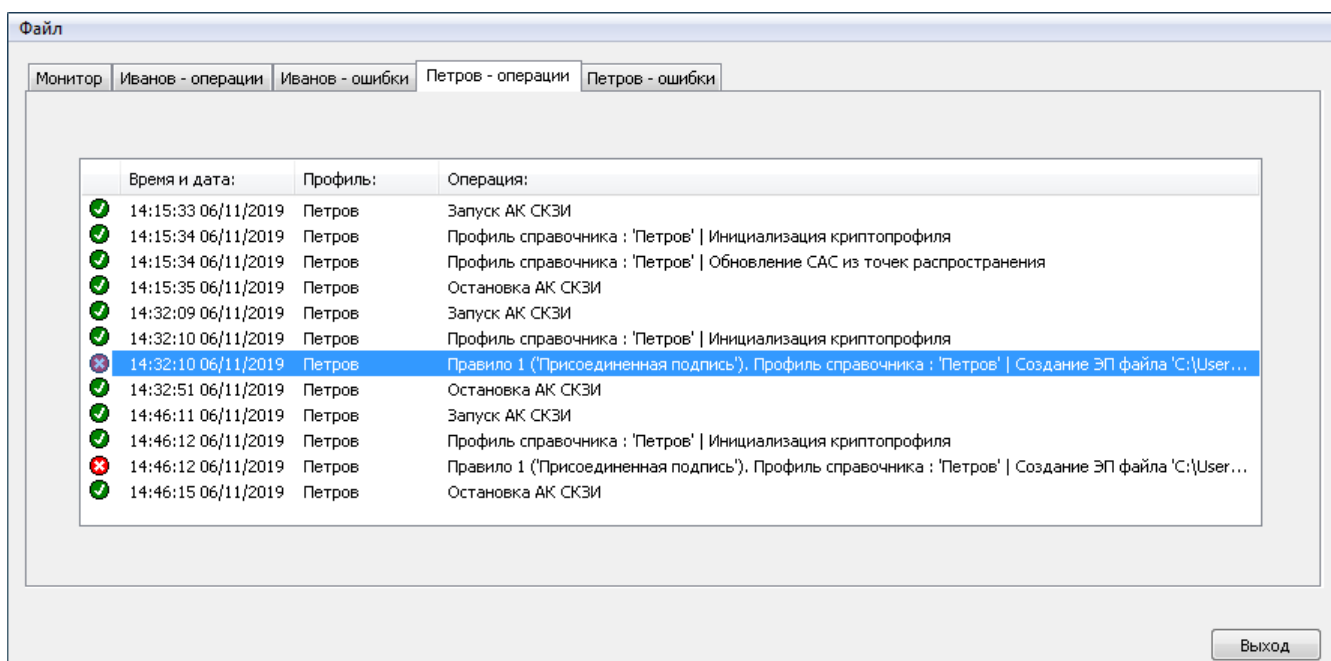 Файл
Монитор Иванов - операции Иванов - ошибки Петров - операции Петров - ошибки
Время и дата: Профиль: Операция:
14:15:33 06/11/2019 Петров Запуск АК СКЗИ
14:15:34 06/11/2019 Петров Профиль справочника : 'Петров' | Инициализация криптопрофиля
14:15:34 06/11/2019 Петров Профиль справочника : 'Петров' | Обновление САС из точек распространения
14:15:35 06/11/2019 Петров Остановка АК СКЗИ
14:32:09 06/11/2019 Петров Запуск АК СКЗИ
14:32:10 06/11/2019 Петров Профиль справочника : 'Петров' | Инициализация криптопрофиля
14:32:10 06/11/2019 Петров Правило 1 ('Присоединенная подпись'). Профиль справочника : 'Петров' | Создание ЭП файла 'C:\User...
14:32:51 06/11/2019 Петров Остановка АК СКЗИ
14:46:11 06/11/2019 Петров Запуск АК СКЗИ
14:46:12 06/11/2019 Петров Профиль справочника : 'Петров' | Инициализация криптопрофиля
14:46:12 06/11/2019 Петров Правило 1 ('Присоединенная подпись'). Профиль справочника : 'Петров' | Создание ЭП файла 'C:\User...
14:46:15 06/11/2019 Петров Остановка АК СКЗИ
Выход